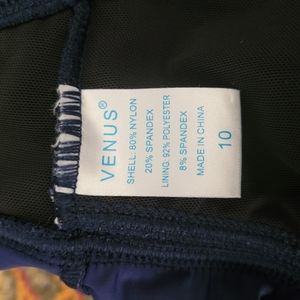 VENUS®
SHELL: 80% NYLON
20% SPANDEX
LINING: 92% POLYESTER
8% SPANDEX
MADE IN CHINA
10